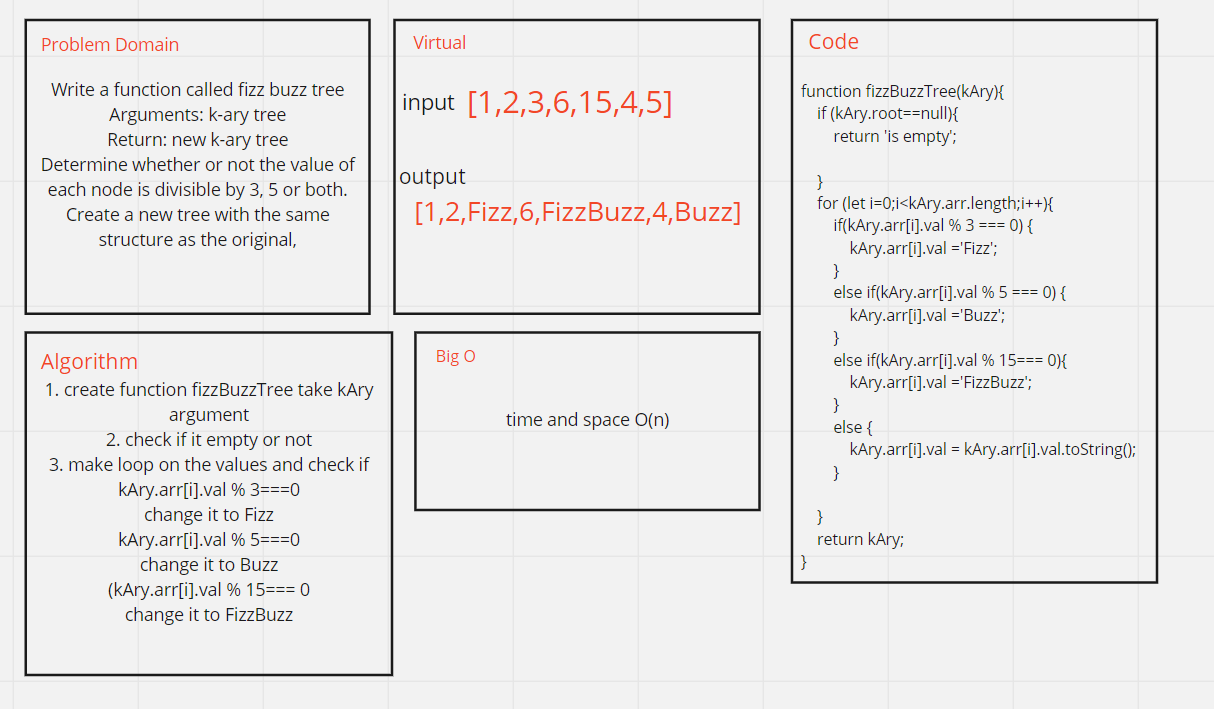 Problem Domain
Write a function called fizz buzz tree
Arguments: k-ary tree
Return: new k-ary tree
Determine whether or not the value of
each node is divisible by 3, 5 or both.
Create a new tree with the same
structure as the original,
Virtual
input [1,2,3,6,15,4,5]
output
[1,2,Fizz,6,FizzBuzz,4,Buzz]
Algorithm
1. create function fizzBuzzTree take kAry
argument
2. check if it empty or not
3. make loop on the values and check if
kAry.arr[i].val % 3===0
change it to Fizz
kAry.arr[i].val % 5===0
change it to Buzz
(kAry.arr[i].val % 15=== 0
change it to FizzBuzz
Big O
time and space O(n)
Code
function fizzBuzzTree(kAry){
if (kAry.root==null){
return 'is empty';
}
for (let i=0;i<kAry.arr.length;i++){
if(kAry.arr[i].val % 3 === 0) {
kAry.arr[i].val ='Fizz';
}
else if(kAry.arr[i].val % 5 === 0) {
kAry.arr[i].val ='Buzz';
}
else if(kAry.arr[i].val % 15=== 0){
kAry.arr[i].val ='FizzBuzz';
}
else {
kAry.arr[i].val = kAry.arr[i].val.toString();
}
}
return kAry;
}